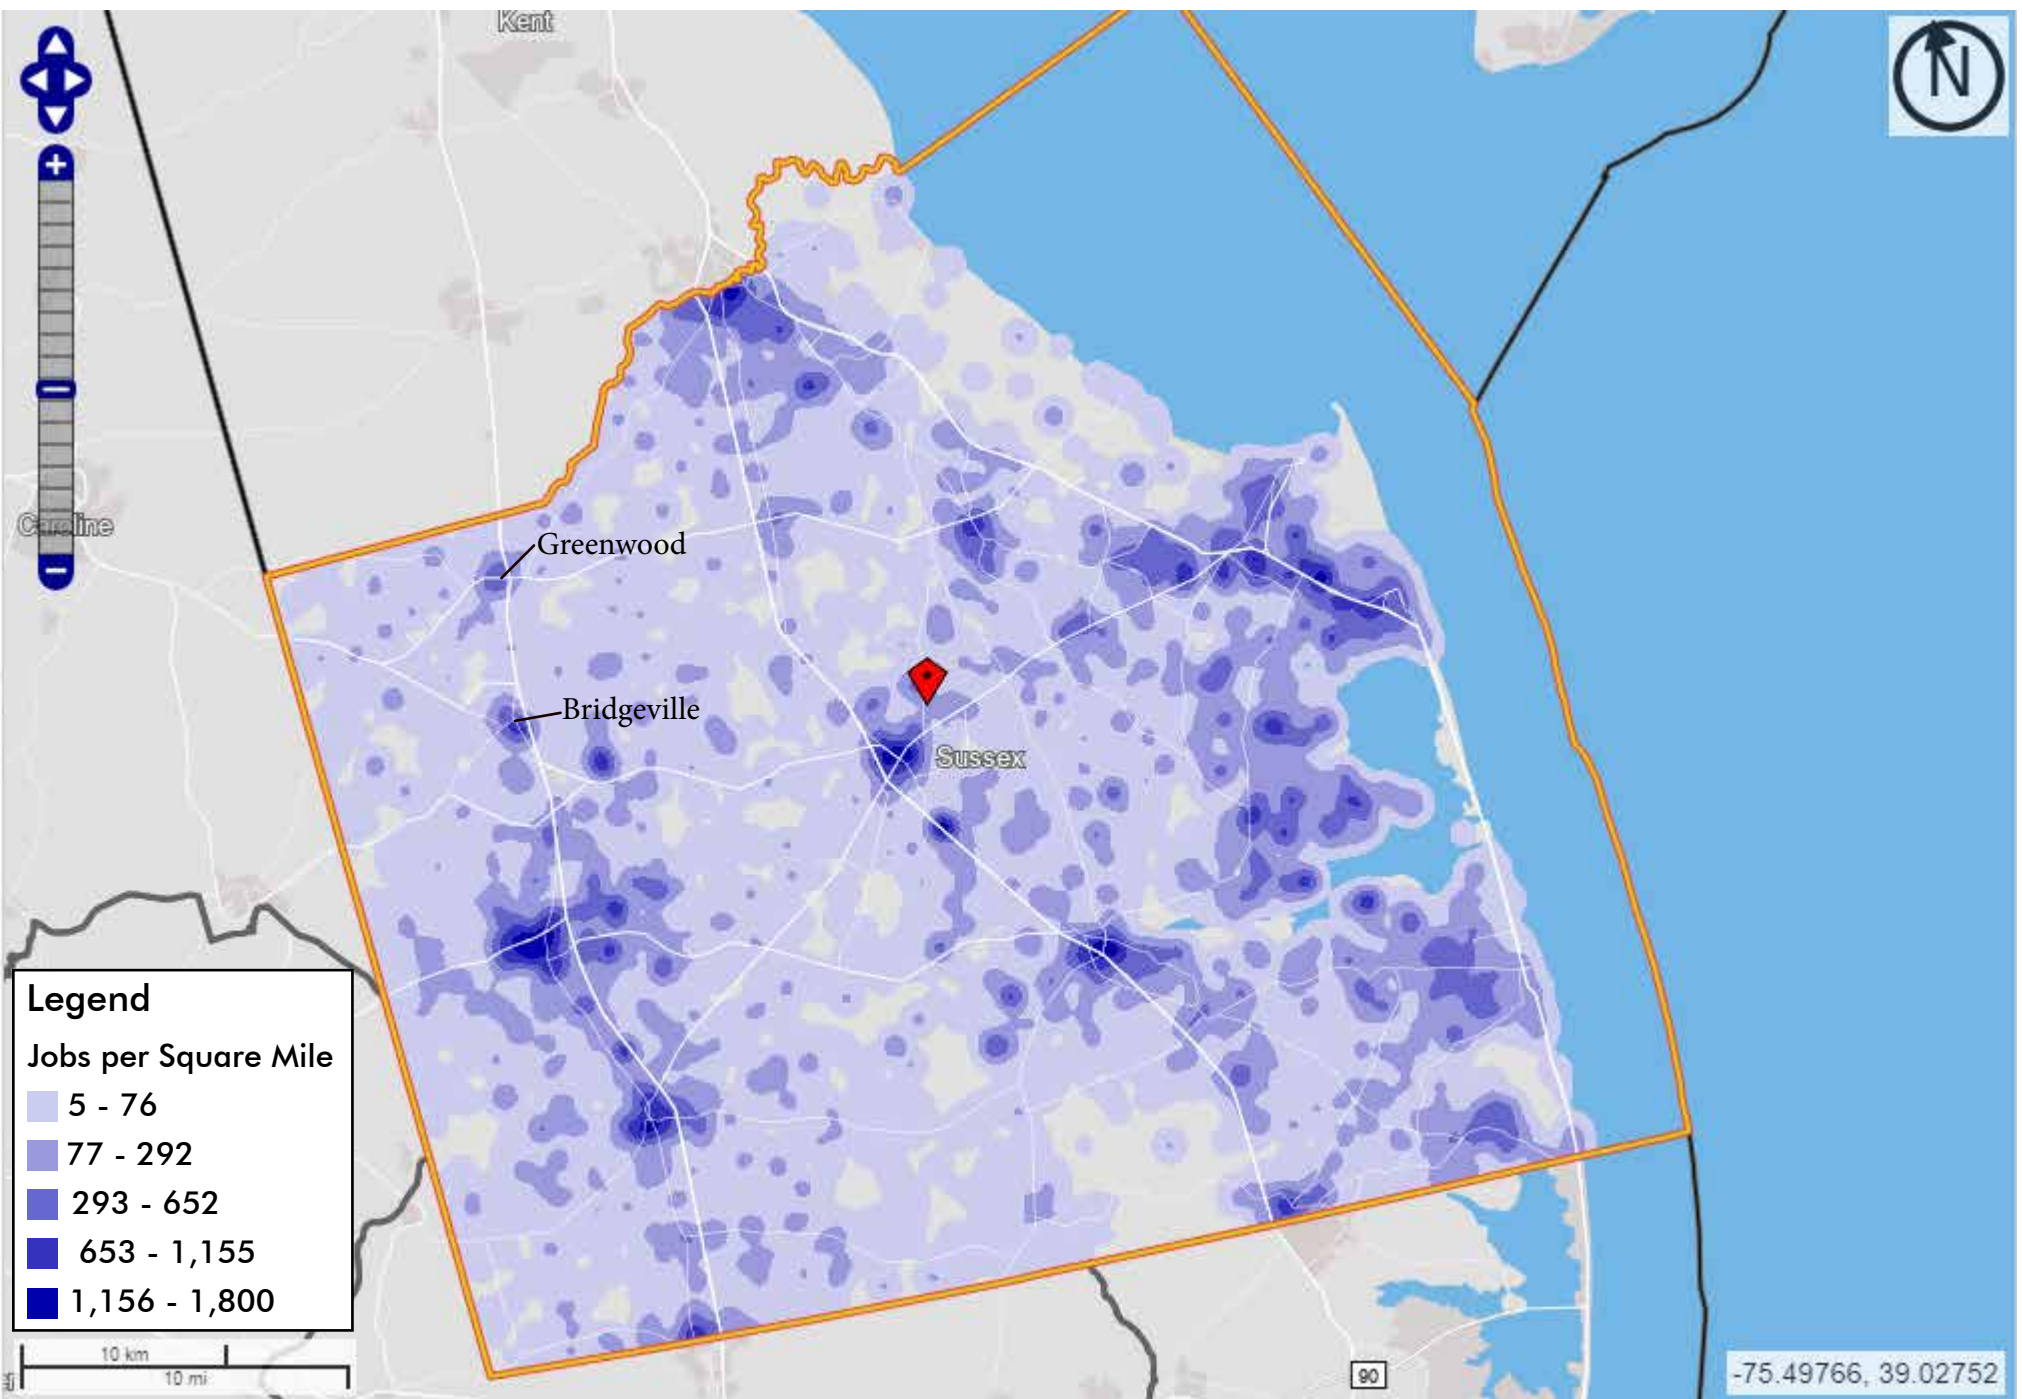 Kent
N
Caroline
Greenwood
Bridgeville
Sussex
Legend
Jobs per Square Mile
5 - 76
77 - 292
293 - 652
653 - 1,155
1,156 - 1,800
10 km
10 mi
90
-75.49766, 39.02752